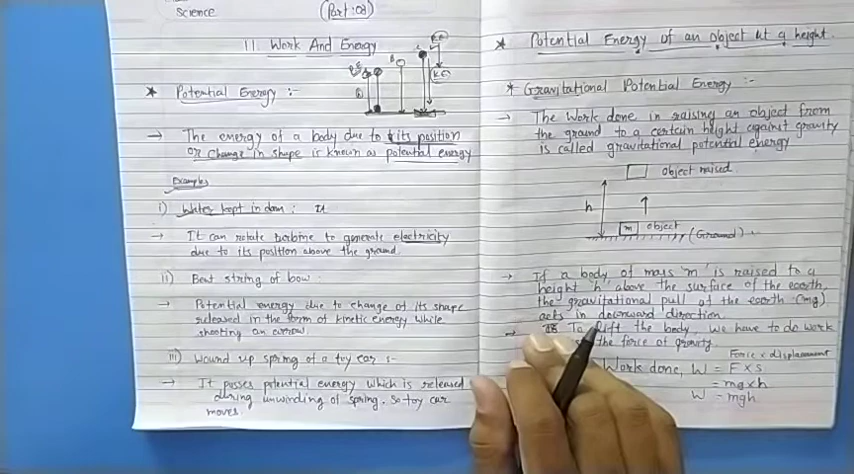 Science
(Part:03)
11. Work And Energy
* Potential Energy :-
→ The energy of a body due to its position
or change in shape is known as potential energy
Examples
i) Water kept in dam : It
→ It can rotate turbine to generate electricity
due to its position above the ground.
ii) Bent string of bow :
→ Potential energy due to change of its shape
released in the form of kinetic energy while
shooting an arrow.
iii) Wound up spring of a toy car :-
→ It posses potential energy which is released
during unwinding of spring. So toy car
moves.
* Potential Energy of an object at a height.
* Gravitational Potential Energy :-
→ The Work done in raising an object from
the ground to a certain height against gravity
is called gravitational potential energy
object raised.
h
m object
(Ground)
→ If a body of mass 'm' is raised to a
height 'h' above the surface of the earth,
the gravitational pull of the earth (mg)
acts in downward direction.
→ To lift the body, we have to do work
the force of gravity.
Force x displacement
Work done, W = F x s
= mg x h
W = mgh